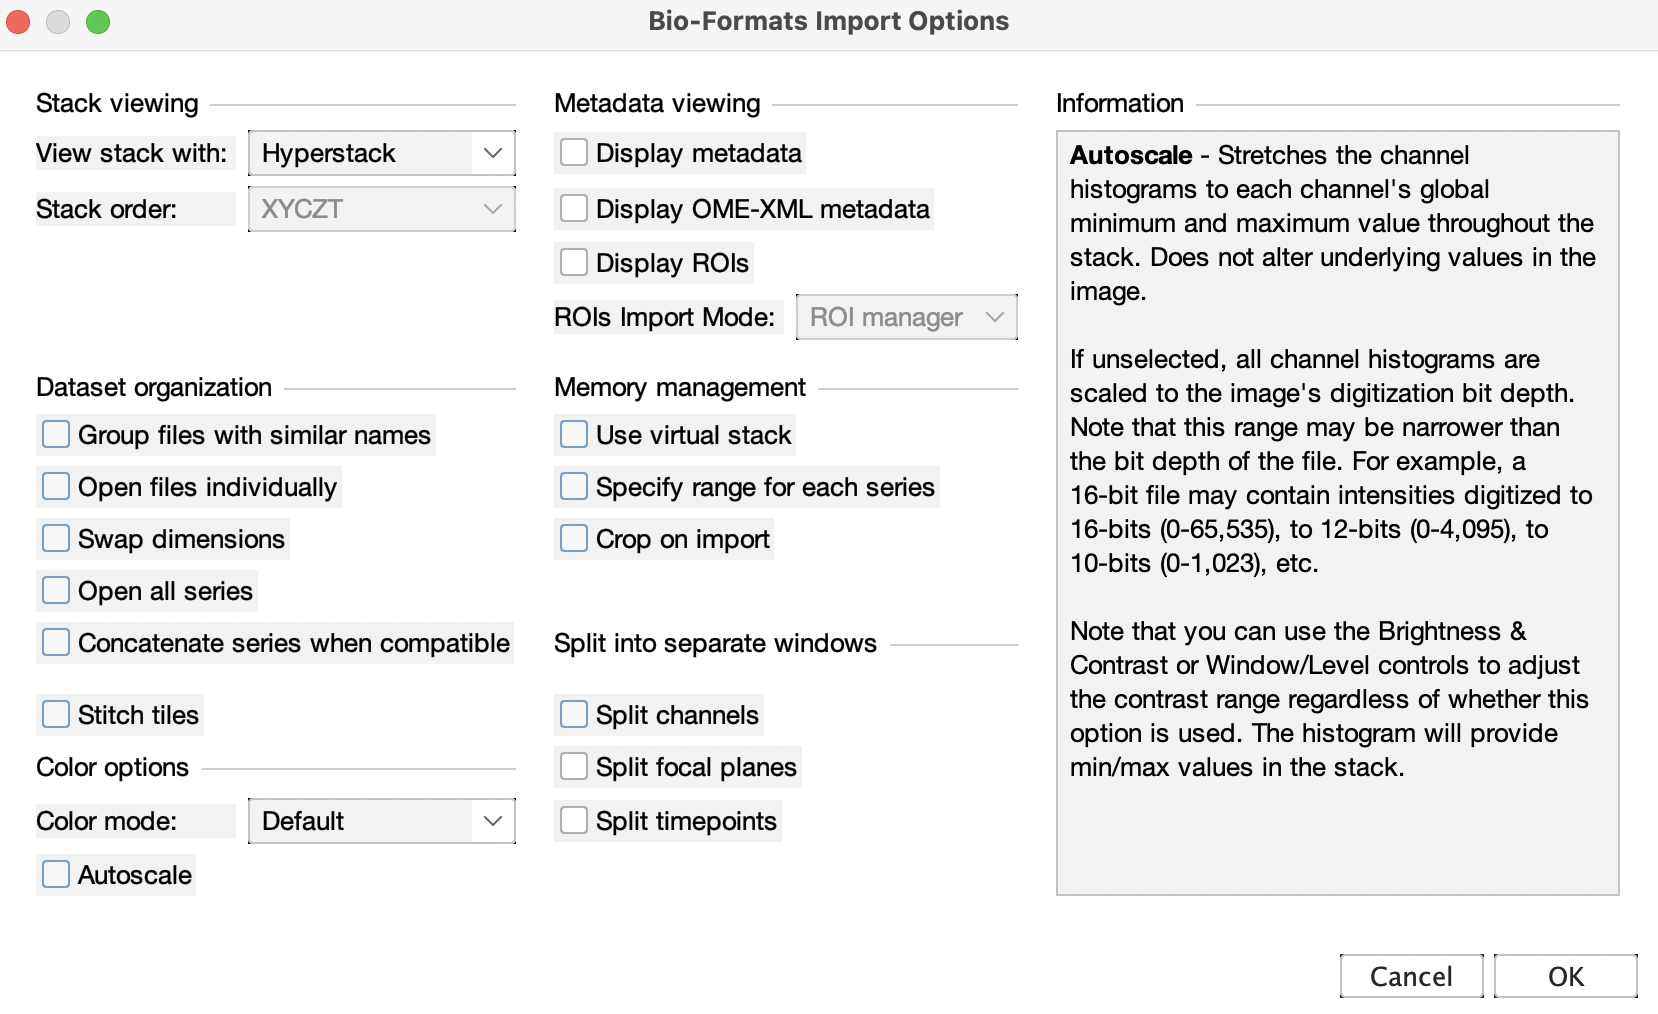 Bio-Formats Import Options
Stack viewing
View stack with: Hyperstack
Stack order: XYCZT
Metadata viewing
Display metadata
Display OME-XML metadata
Display ROIs
ROIs Import Mode: ROI manager
Dataset organization
Group files with similar names
Open files individually
Swap dimensions
Open all series
Concatenate series when compatible
Stitch tiles
Memory management
Use virtual stack
Specify range for each series
Crop on import
Color options
Color mode: Default
Autoscale
Split into separate windows
Split channels
Split focal planes
Split timepoints
Information
Autoscale - Stretches the channel
histograms to each channel's global
minimum and maximum value throughout the
stack. Does not alter underlying values in the
image.
If unselected, all channel histograms are
scaled to the image's digitization bit depth.
Note that this range may be narrower than
the bit depth of the file. For example, a
16-bit file may contain intensities digitized to
16-bits (0-65,535), to 12-bits (0-4,095), to
10-bits (0-1,023), etc.
Note that you can use the Brightness &
Contrast or Window/Level controls to adjust
the contrast range regardless of whether this
option is used. The histogram will provide
min/max values in the stack.
Cancel
OK